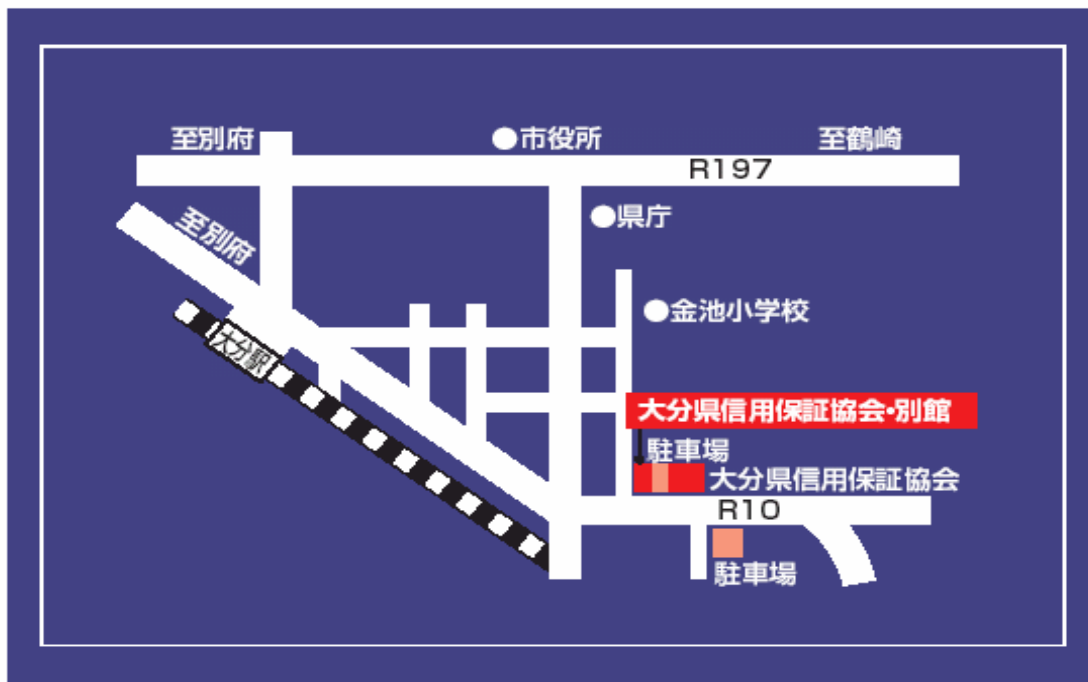 至別府
●市役所
至鶴崎
R197
●県庁
至別府
●金池小学校
大分駅
大分県信用保証協会・別館
駐車場
大分県信用保証協会
R10
駐車場